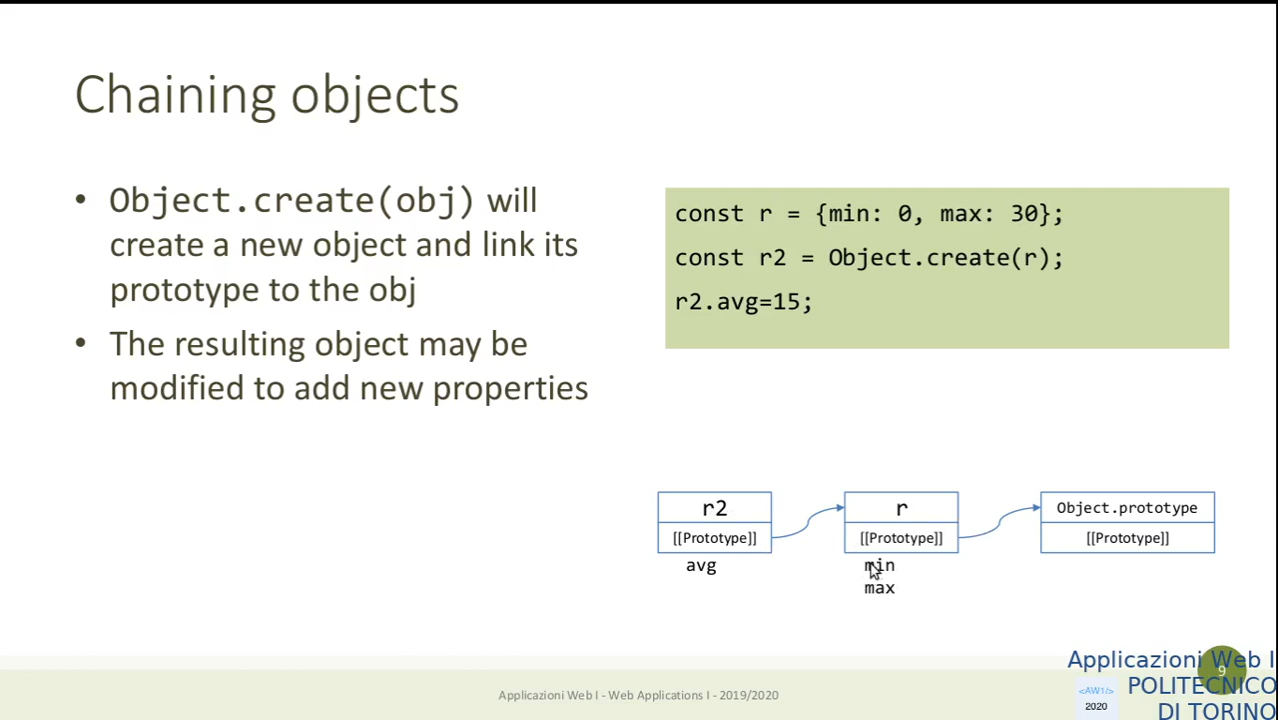 Chaining objects
• Object.create(obj) will
create a new object and link its
prototype to the obj
• The resulting object may be
modified to add new properties
const r = {min: 0, max: 30};
const r2 = Object.create(r);
r2.avg=15;
r2
[[Prototype]]
avg
r
[[Prototype]]
min
max
Object.prototype
[[Prototype]]
Applicazioni Web I - Web Applications I - 2019/2020
9
Applicazioni Web I
POLITECNICO
DI TORINO
<AW1/>
2020